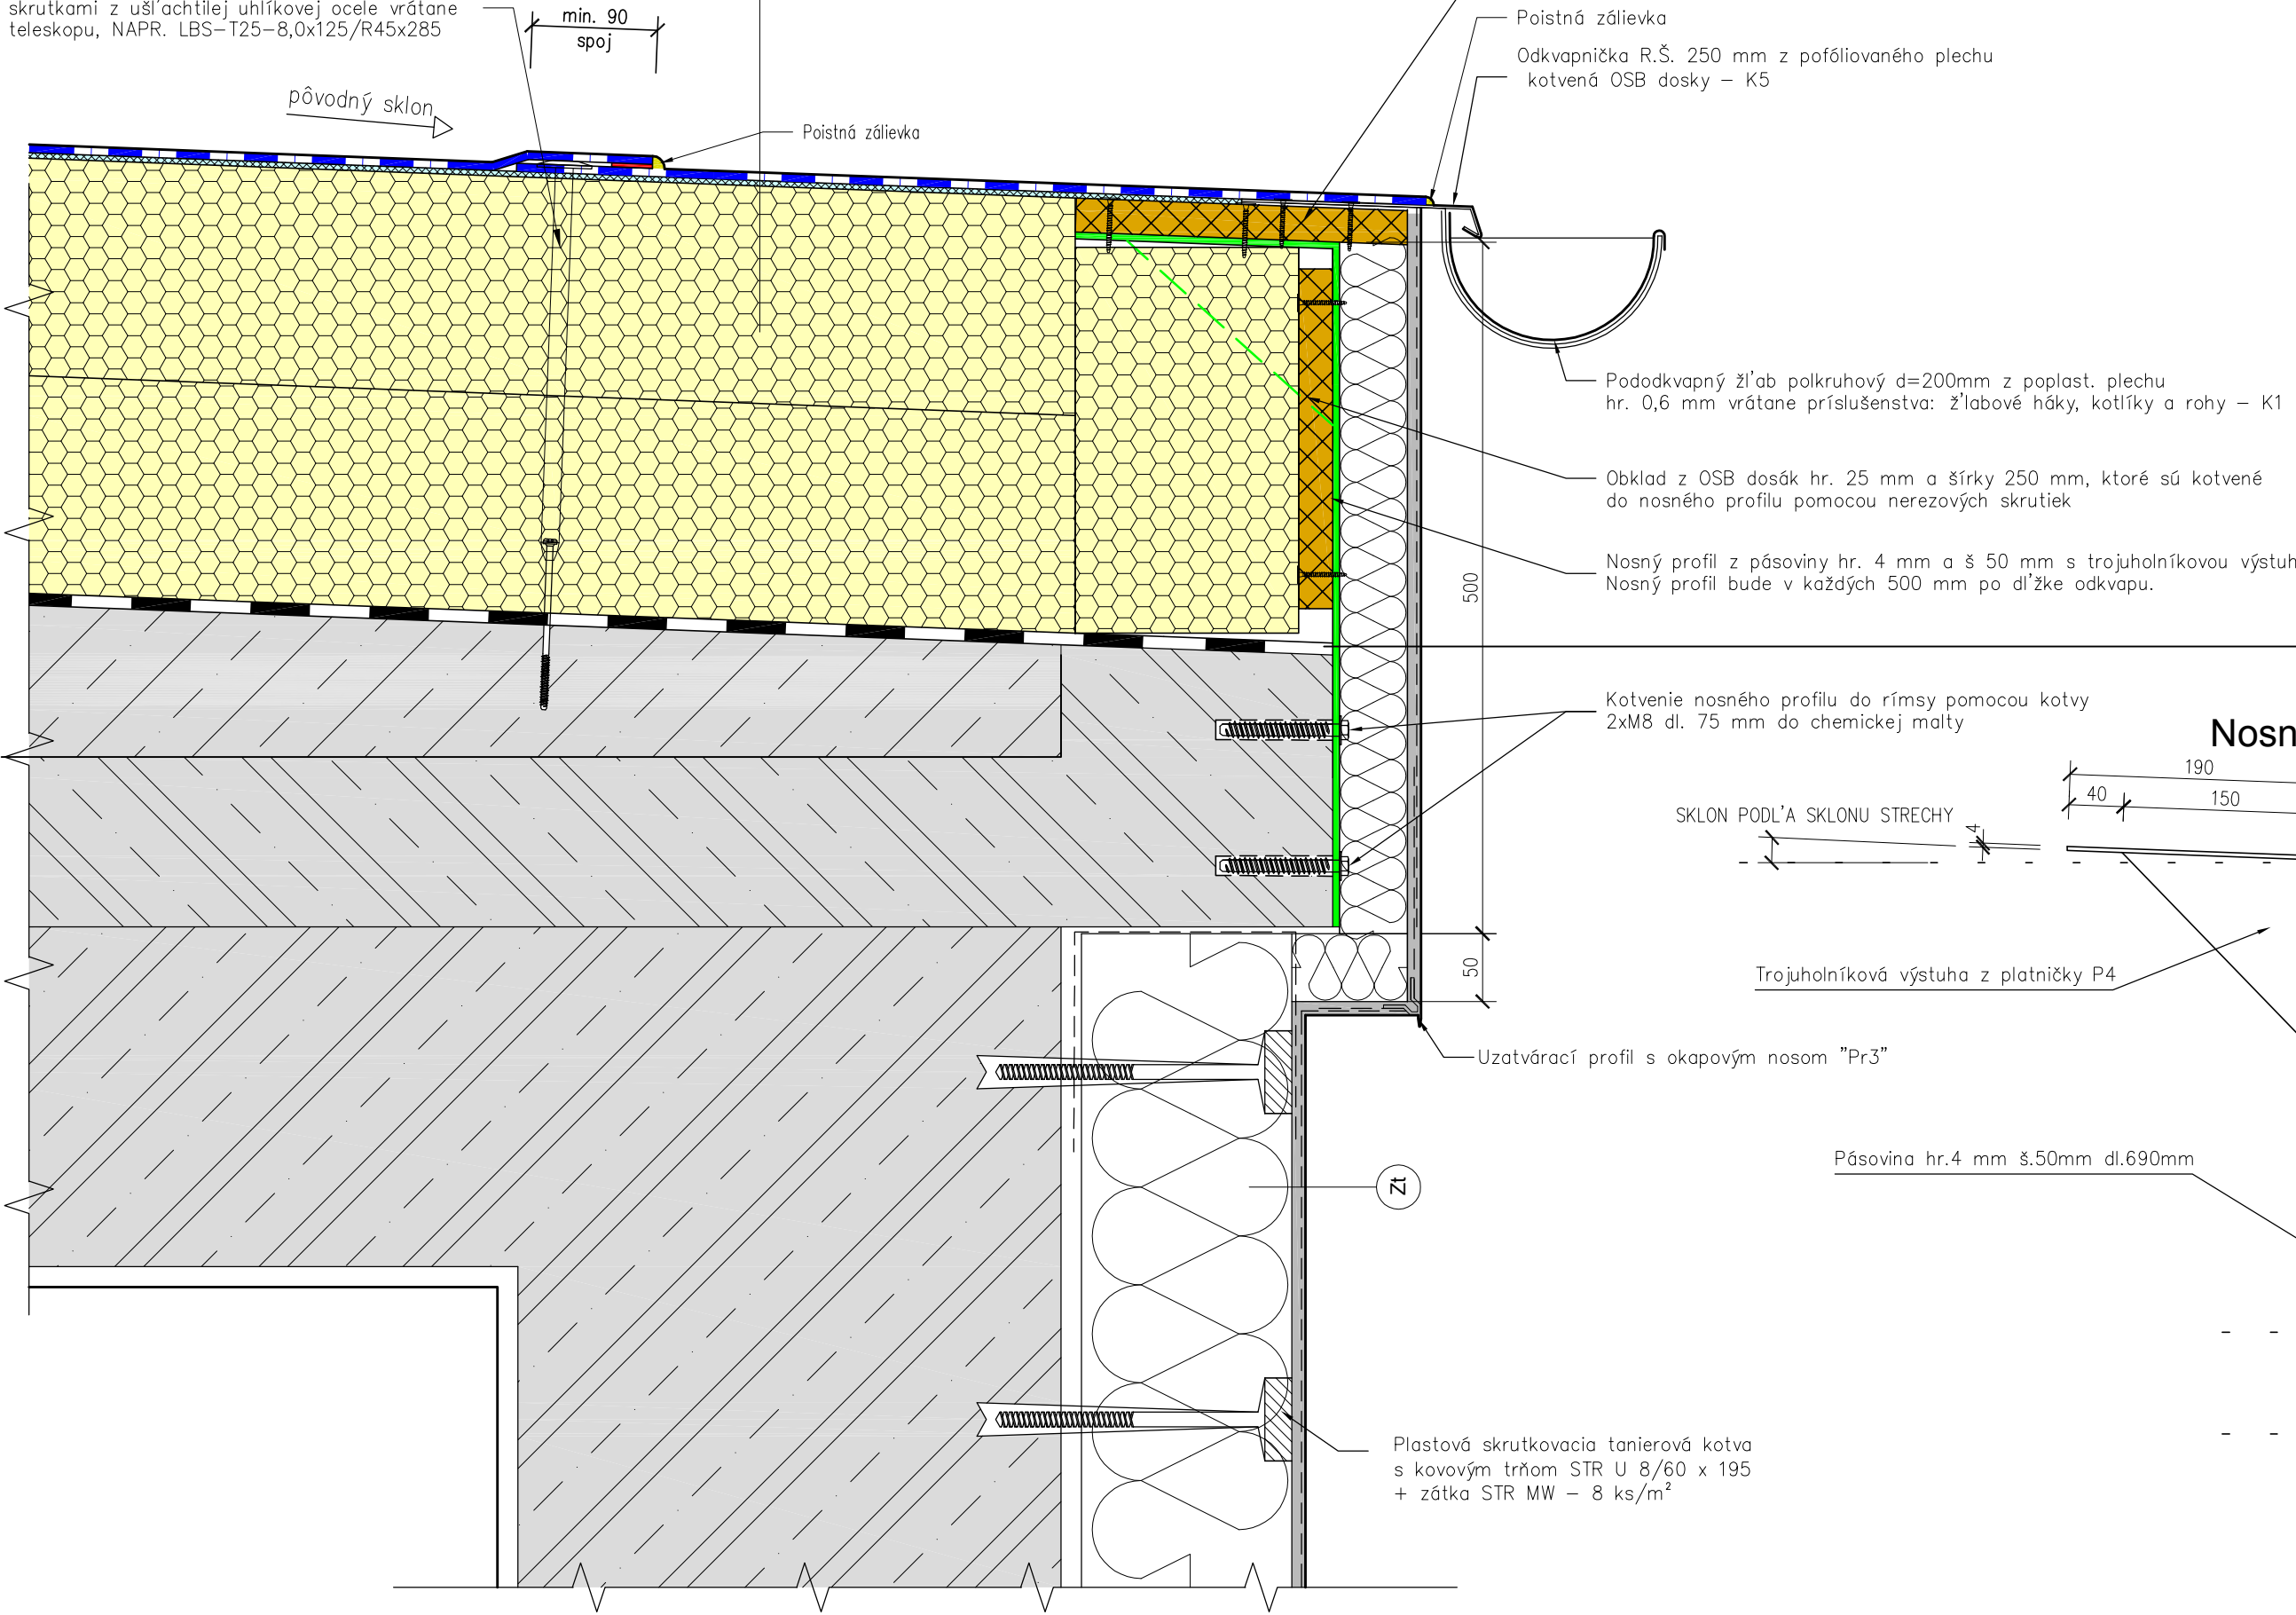 skrutkami z ušľachtilej uhlíkovej ocele vrátane
teleskopu, NAPR. LBS-T25-8,0x125/R45x285
min. 90
spoj
pôvodný sklon
Poistná zálievka
Poistná zálievka
Odkvapnička R.Š. 250 mm z pofóliovaného plechu
kotvená OSB dosky - K5
Pododkvapný žľab polkruhový d=200mm z poplast. plechu
hr. 0,6 mm vrátane príslušenstva: žľabové háky, kotlíky a rohy - K1
Obklad z OSB dosák hr. 25 mm a šírky 250 mm, ktoré sú kotvené
do nosného profilu pomocou nerezových skrutiek
Nosný profil z pásoviny hr. 4 mm a š 50 mm s trojuholníkovou výstuh
Nosný profil bude v každých 500 mm po dľžke odkvapu.
500
Kotvenie nosného profilu do rímsy pomocou kotvy
2xM8 dl. 75 mm do chemickej malty
Nosn
190
40
150
SKLON PODĽA SKLONU STRECHY
4
50
Trojuholníková výstuha z platničky P4
Uzatvárací profil s okapovým nosom "Pr3"
Pásovina hr.4 mm š.50mm dl.690mm
Zt
Plastová skrutkovacia tanierová kotva
s kovovým tŕňom STR U 8/60 x 195
+ zátka STR MW - 8 ks/m²